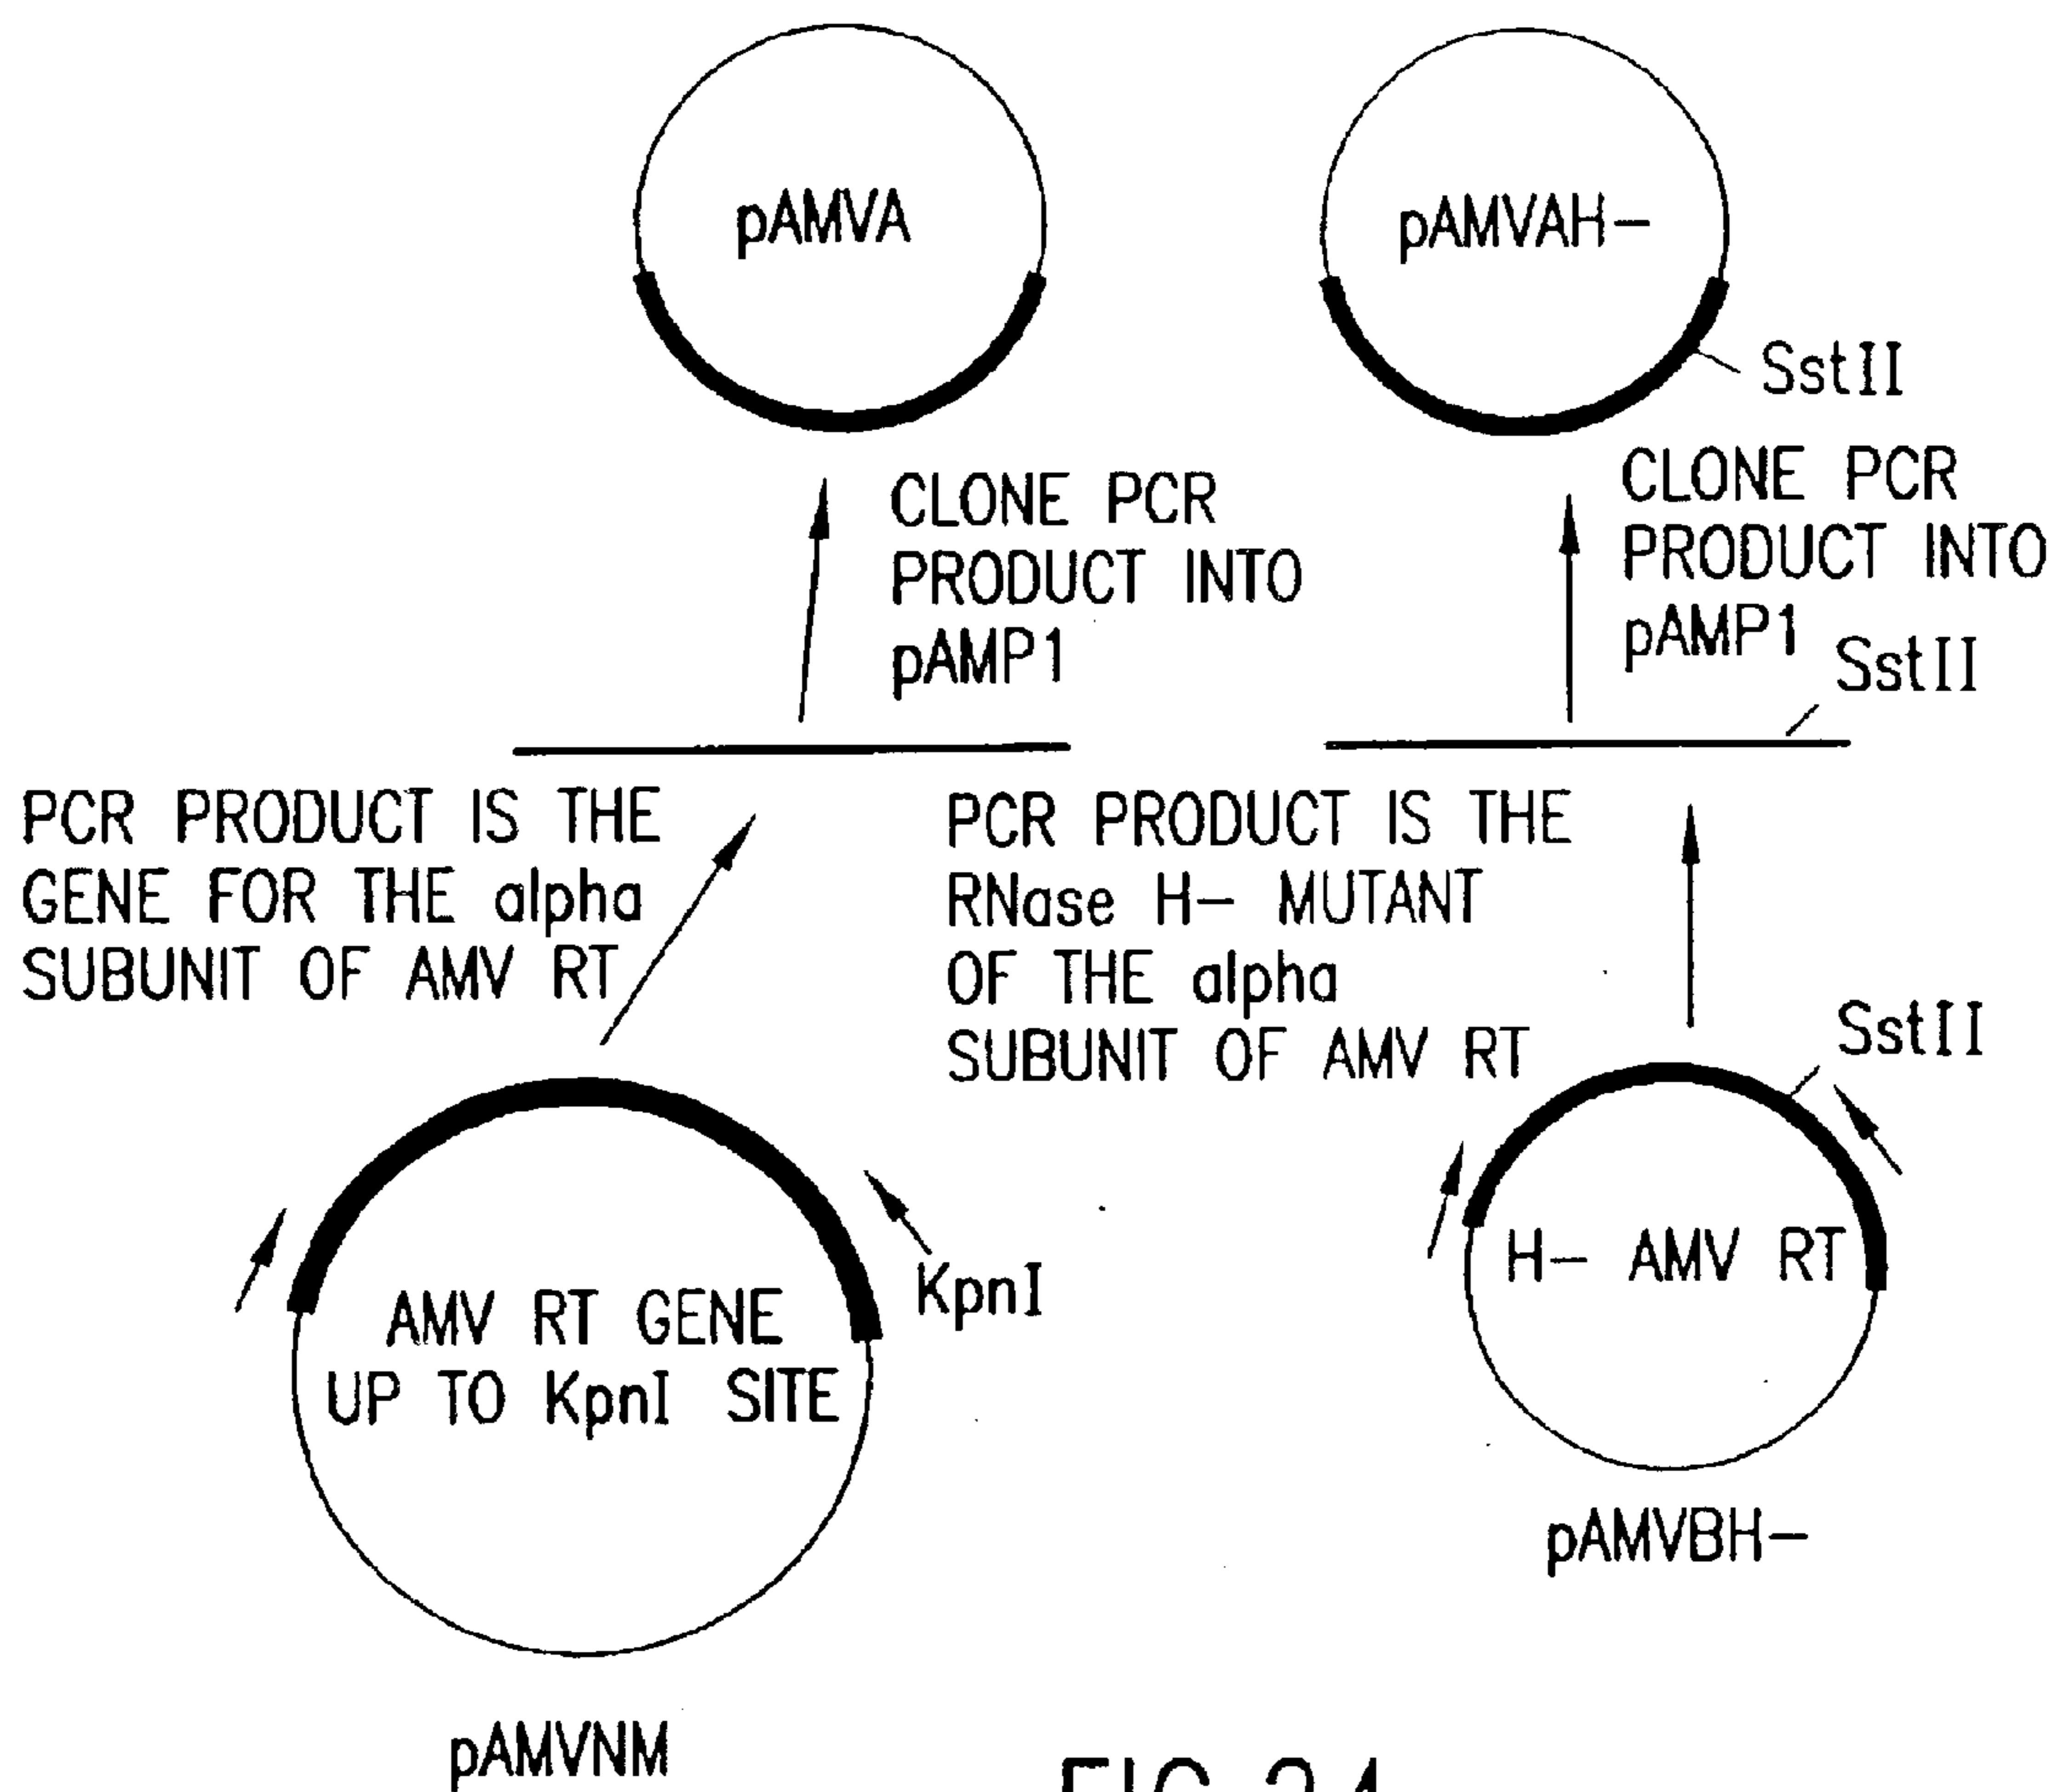 pAMVA
pAMVAH-
SstII
CLONE PCR
PRODUCT INTO
pAMP1
CLONE PCR
PRODUCT INTO
pAMP1
SstII
PCR PRODUCT IS THE
GENE FOR THE alpha
SUBUNIT OF AMV RT
PCR PRODUCT IS THE
RNase H- MUTANT
OF THE alpha
SUBUNIT OF AMV RT
SstII
KpnI
AMV RT GENE
UP TO KpnI SITE
H- AMV RT
pAMVBH-
pAMVNM